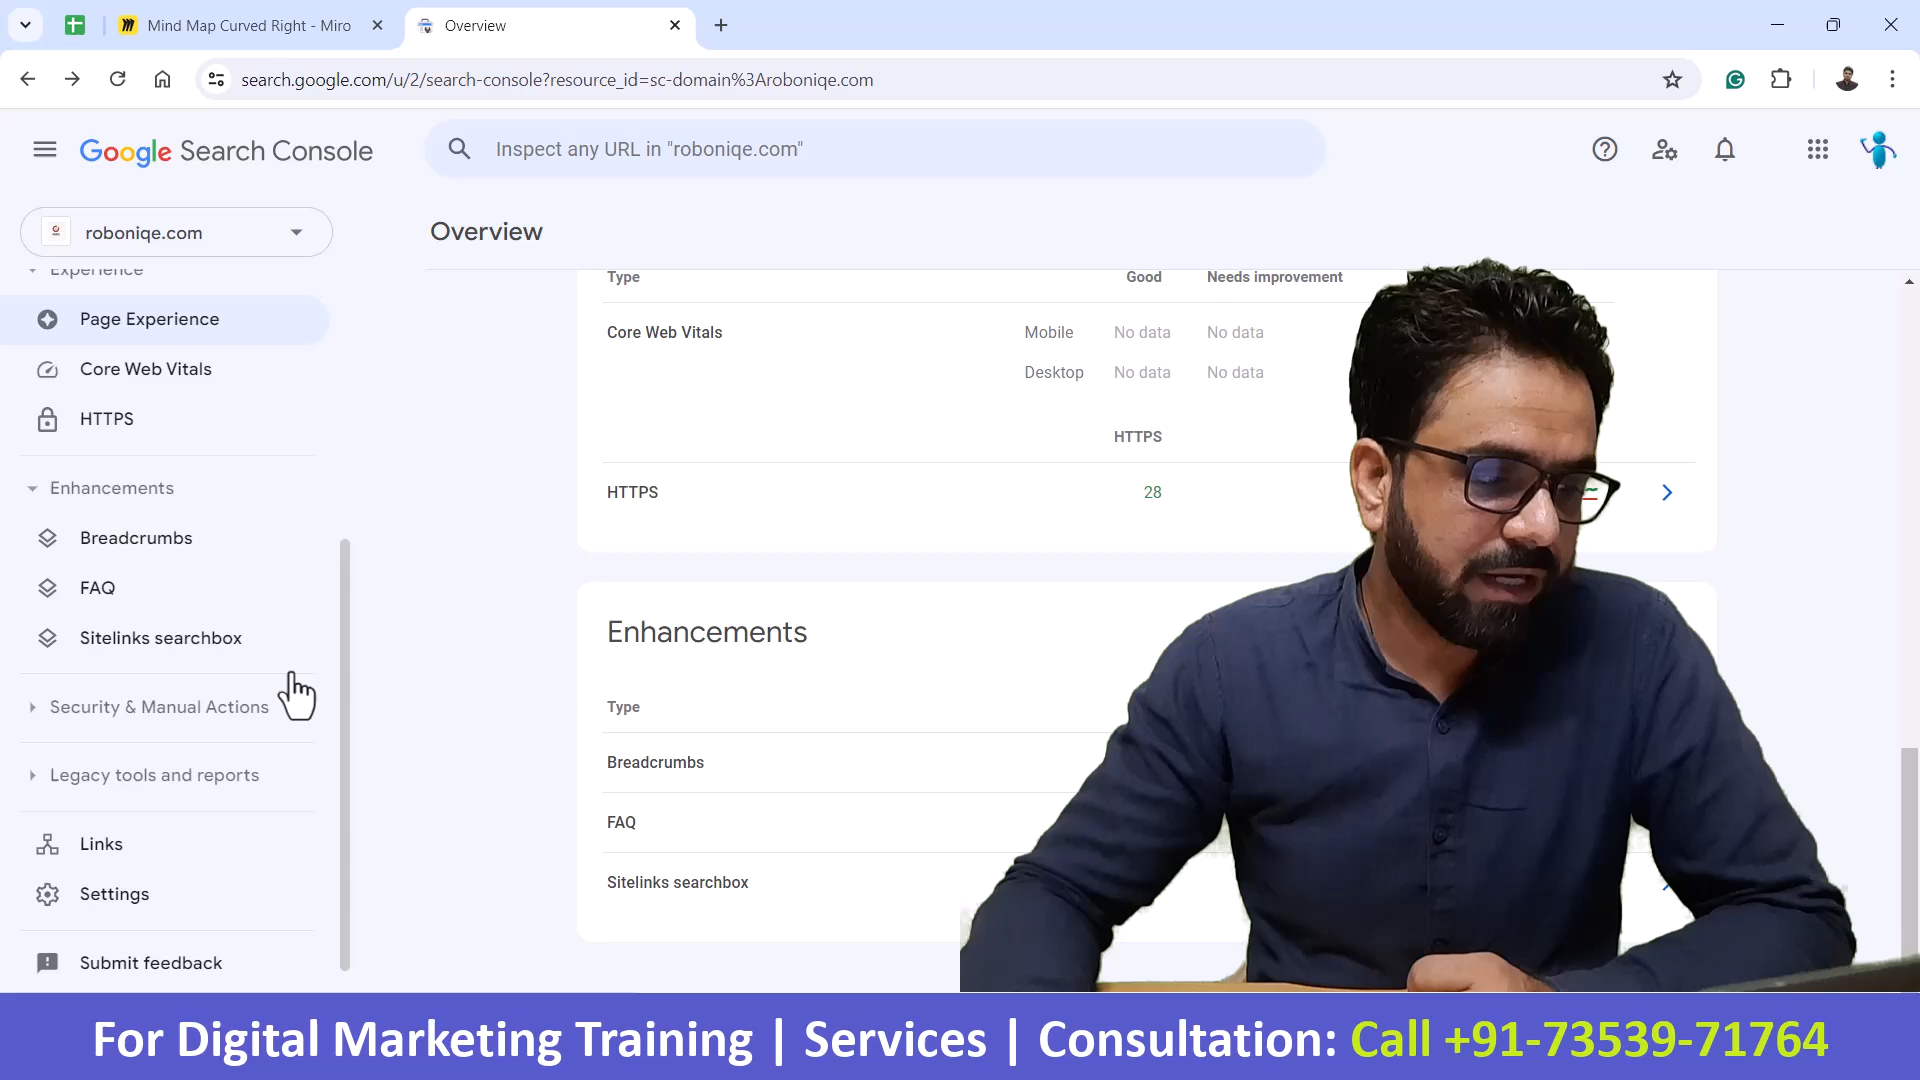 Mind Map Curved Right - Miro
Overview
search.google.com/u/2/search-console?resource_id=sc-domain%3Aroboniqe.com
Google Search Console
Inspect any URL in "roboniqe.com"
roboniqe.com
Overview
Experience
Page Experience
Core Web Vitals
HTTPS
Enhancements
Breadcrumbs
FAQ
Sitelinks searchbox
Security & Manual Actions
Legacy tools and reports
Links
Settings
Submit feedback
Type Good Needs improvement
Core Web Vitals Mobile No data No data
Desktop No data No data
HTTPS
HTTPS 28
Enhancements
Type
Breadcrumbs
FAQ
Sitelinks searchbox
For Digital Marketing Training | Services | Consultation: Call +91-73539-71764